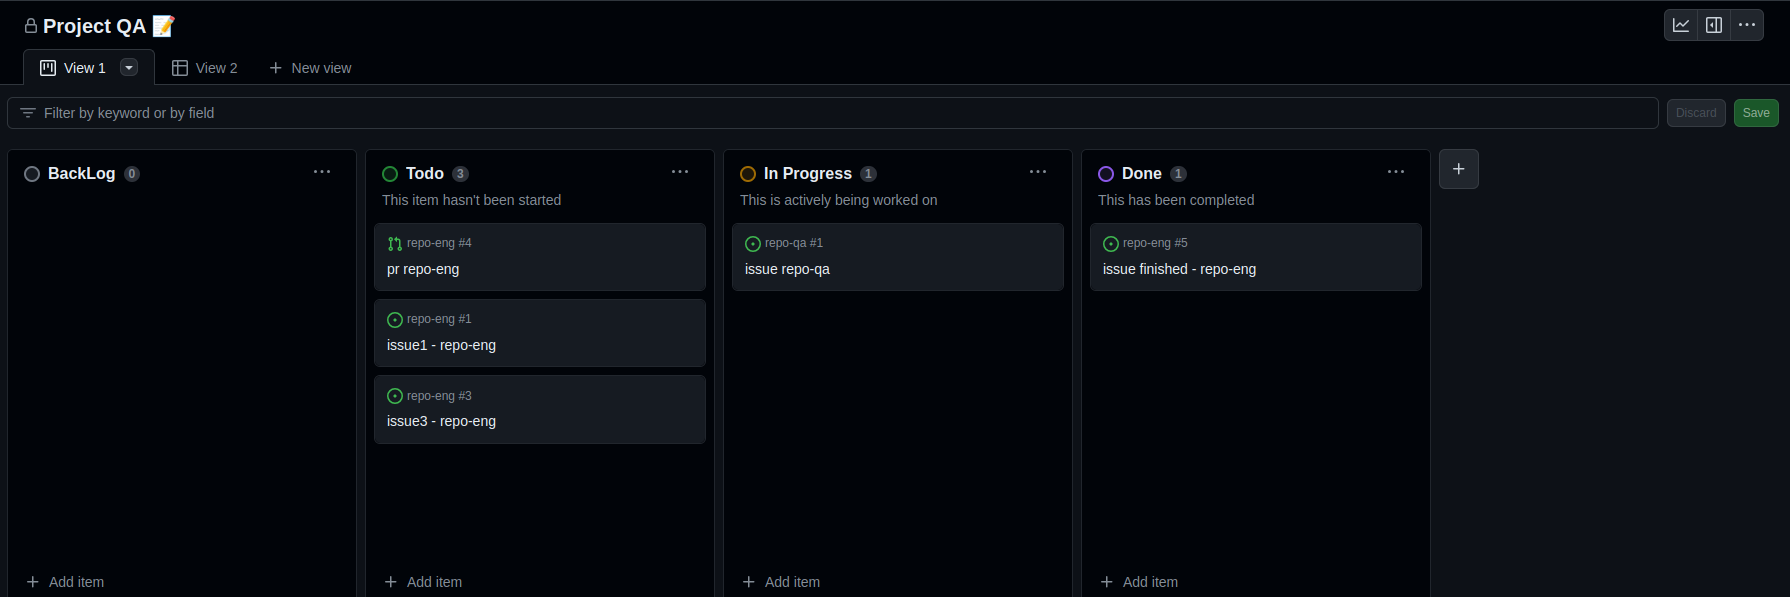 Project QA 📝
View 1
View 2
New view
Filter by keyword or by field
Discard
Save
BackLog 0
Add item
Todo 3
This item hasn't been started
repo-eng #4
pr repo-eng
repo-eng #1
issue1 - repo-eng
repo-eng #3
issue3 - repo-eng
Add item
In Progress 1
This is actively being worked on
repo-qa #1
issue repo-qa
Add item
Done 1
This has been completed
repo-eng #5
issue finished - repo-eng
Add item